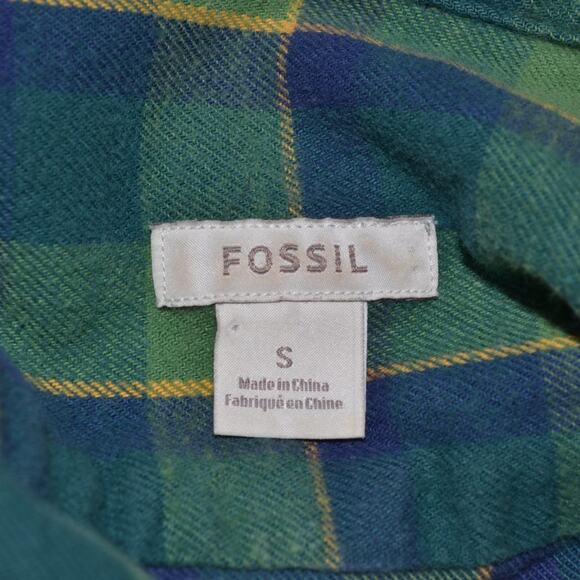 FOSSIL
S
Made in China
Fabriqué en Chine